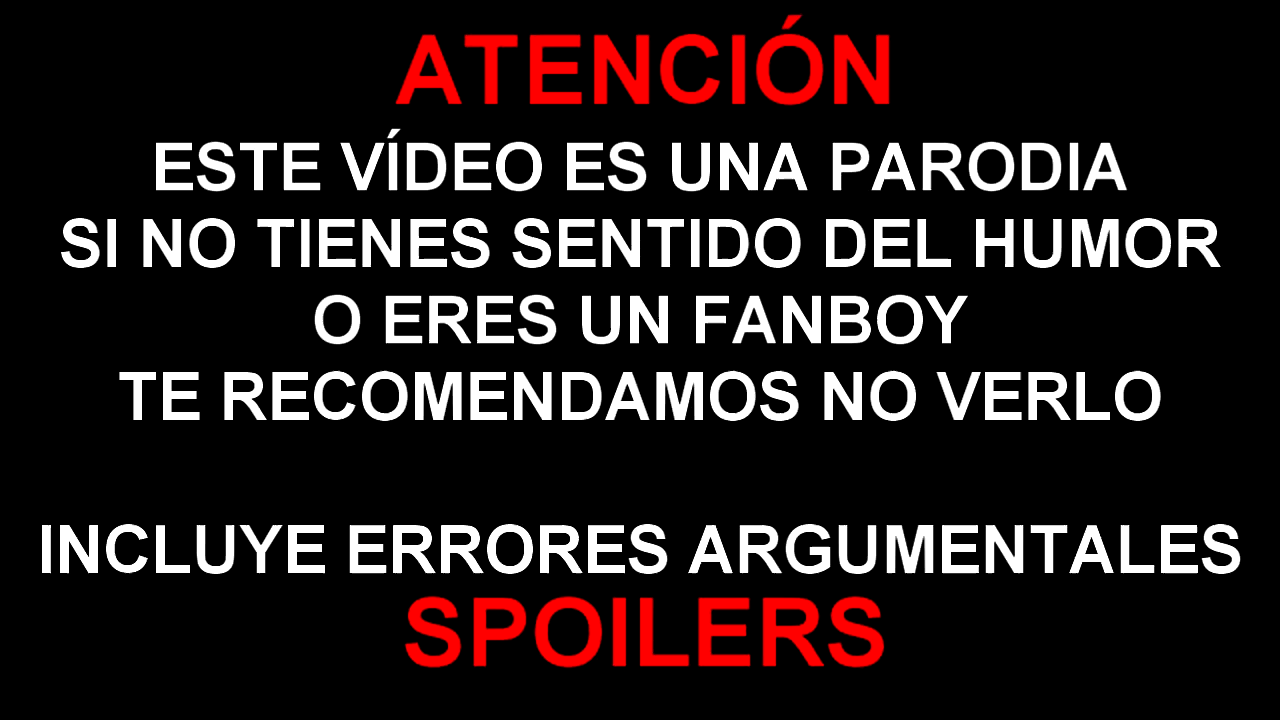 ATENCIÓN
ESTE VÍDEO ES UNA PARODIA
SI NO TIENES SENTIDO DEL HUMOR
O ERES UN FANBOY
TE RECOMENDAMOS NO VERLO
INCLUYE ERRORES ARGUMENTALES
SPOILERS